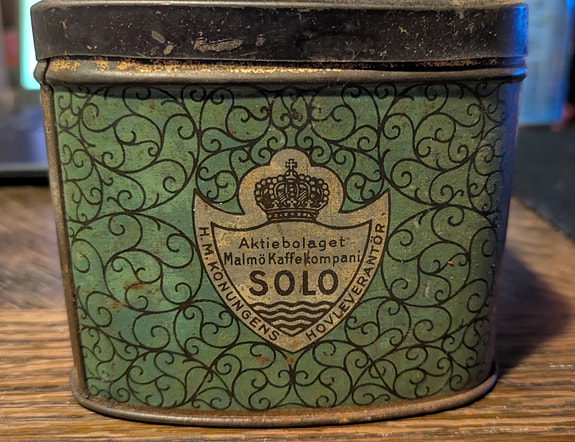 Aktiebolaget
Malmö Kaffekompani
SOLO
H.M. KONUNGENS HOVLEVERANTÖR.